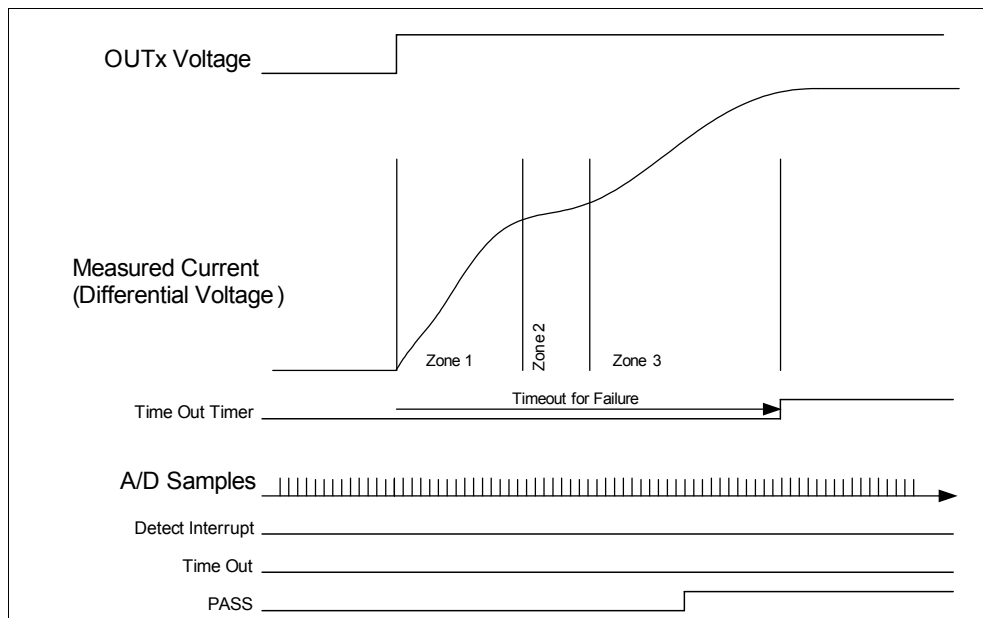 OUTx Voltage
Measured Current
(Differential Voltage)
Zone 1
Zone 2
Zone 3
Timeout for Failure
Time Out Timer
A/D Samples
Detect Interrupt
Time Out
PASS